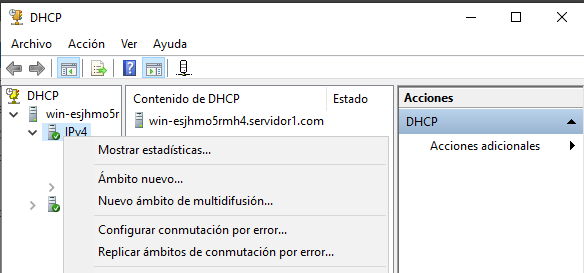 DHCP
Archivo Acción Ver Ayuda
DHCP
win-esjhmo5r
IPv4
Contenido de DHCP Estado
win-esjhmo5rmh4.servidor1.com
Acciones
DHCP
Acciones adicionales
Mostrar estadísticas...
Ámbito nuevo...
Nuevo ámbito de multidifusión...
Configurar conmutación por error...
Replicar ámbitos de conmutación por error...